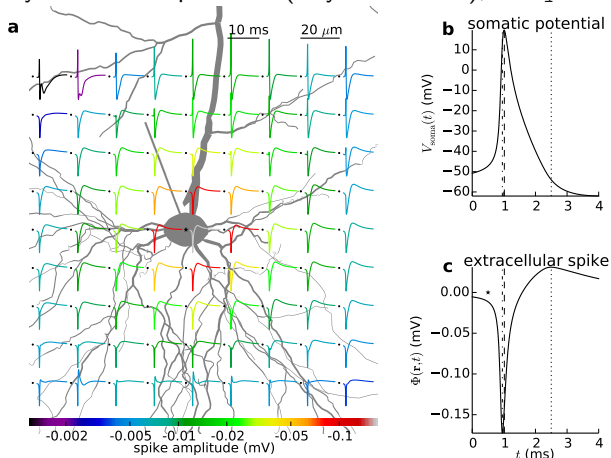 a
10 ms
20 μm
-0.002
-0.005
-0.01
-0.02
-0.05
-0.1
spike amplitude (mV)
b
somatic potential
V_soma(t) (mV)
10
0
−10
−20
−30
−40
−50
−60
0
1
2
3
4
c
extracellular spike
Φ(r,t) (mV)
0.00
−0.05
−0.10
−0.15
0
1
2
3
4
t (ms)